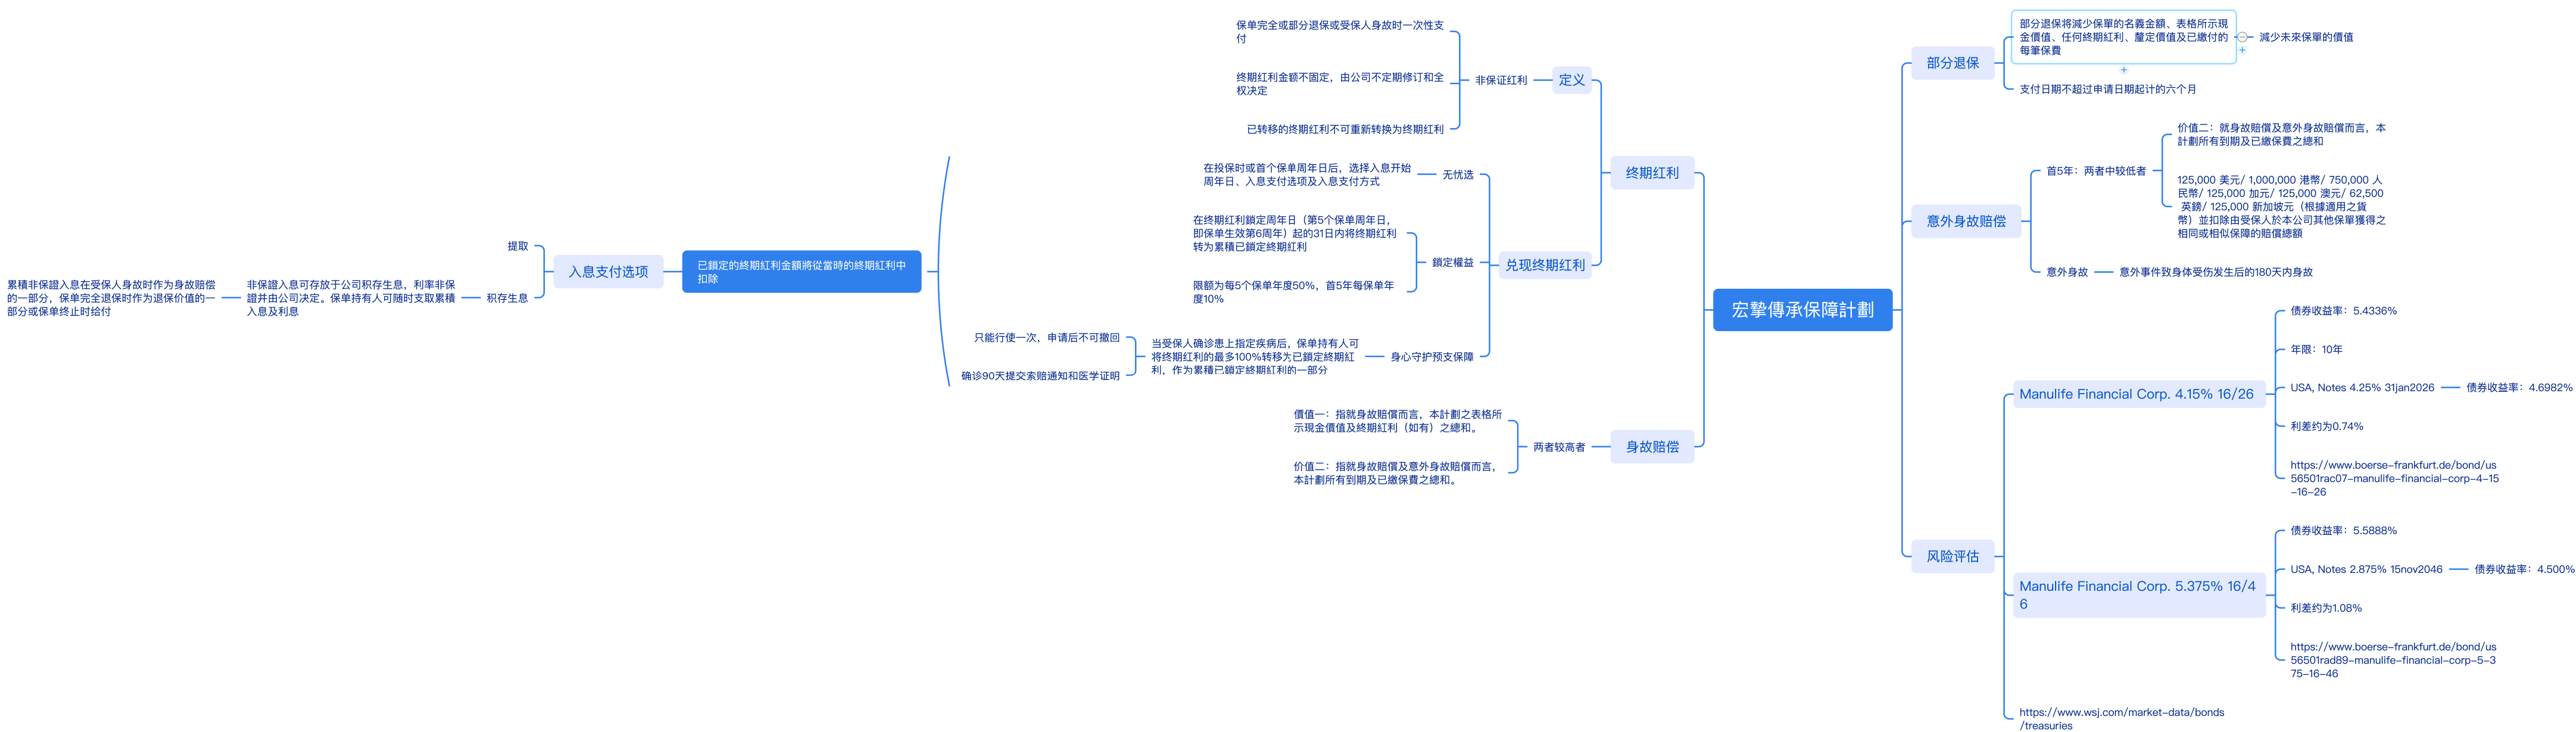 宏摯傳承保障計劃
部分退保
部分退保将減少保單的名義金額、表格所示現
金價值、任何終期紅利、釐定價值及已繳付的
每筆保費
減少未來保單的價值
支付日期不超过申请日期起计的六个月
意外身故赔偿
首5年：两者中较低者
价值二：就身故賠償及意外身故賠償而言，本
計劃所有到期及已繳保費之總和
125,000 美元/ 1,000,000 港幣/ 750,000 人
民幣/ 125,000 加元/ 125,000 澳元/ 62,500
英鎊/ 125,000 新加坡元（根據適用之貨
幣）並扣除由受保人於本公司其他保單獲得之
相同或相似保障的賠償總額
意外身故
意外事件致身体受伤发生后的180天内身故
风险评估
Manulife Financial Corp. 4.15% 16/26
债券收益率：5.4336%
年限：10年
USA, Notes 4.25% 31jan2026
债券收益率：4.6982%
利差约为0.74%
https://www.boerse-frankfurt.de/bond/us
56501rac07-manulife-financial-corp-4-15
-16-26
Manulife Financial Corp. 5.375% 16/4
6
债券收益率：5.5888%
USA, Notes 2.875% 15nov2046
债券收益率：4.500%
利差约为1.08%
https://www.boerse-frankfurt.de/bond/us
56501rad89-manulife-financial-corp-5-3
75-16-46
https://www.wsj.com/market-data/bonds
/treasuries
终期红利
定义
非保证红利
保单完全或部分退保或受保人身故时一次性支
付
终期红利金额不固定，由公司不定期修订和全
权决定
已转移的终期红利不可重新转换为终期红利
兑现终期红利
无忧选
在投保时或首个保单周年日后，选择入息开始
周年日、入息支付选项及入息支付方式
鎖定權益
在终期红利鎖定周年日（第5个保单周年日，
即保单生效第6周年）起的31日内将终期红利
转为累積已鎖定終期紅利
限额为每5个保单年度50%，首5年每保单年
度10%
身心守护预支保障
当受保人确诊患上指定疾病后，保单持有人可
将终期红利的最多100%转移为已鎖定終期紅
利，作为累積已鎖定終期紅利的一部分
只能行使一次，申请后不可撤回
确诊90天提交索赔通知和医学证明
已鎖定的終期紅利金額將從當時的終期紅利中
扣除
入息支付选项
提取
积存生息
非保證入息可存放于公司积存生息，利率非保
證并由公司决定。保单持有人可随时支取累積
入息及利息
累積非保證入息在受保人身故时作为身故赔偿
的一部分，保单完全退保时作为退保价值的一
部分或保单终止时给付
身故赔偿
两者较高者
價值一：指就身故賠償而言，本計劃之表格所
示現金價值及終期紅利（如有）之總和。
价值二：指就身故賠償及意外身故賠償而言，
本計劃所有到期及已繳保費之總和。